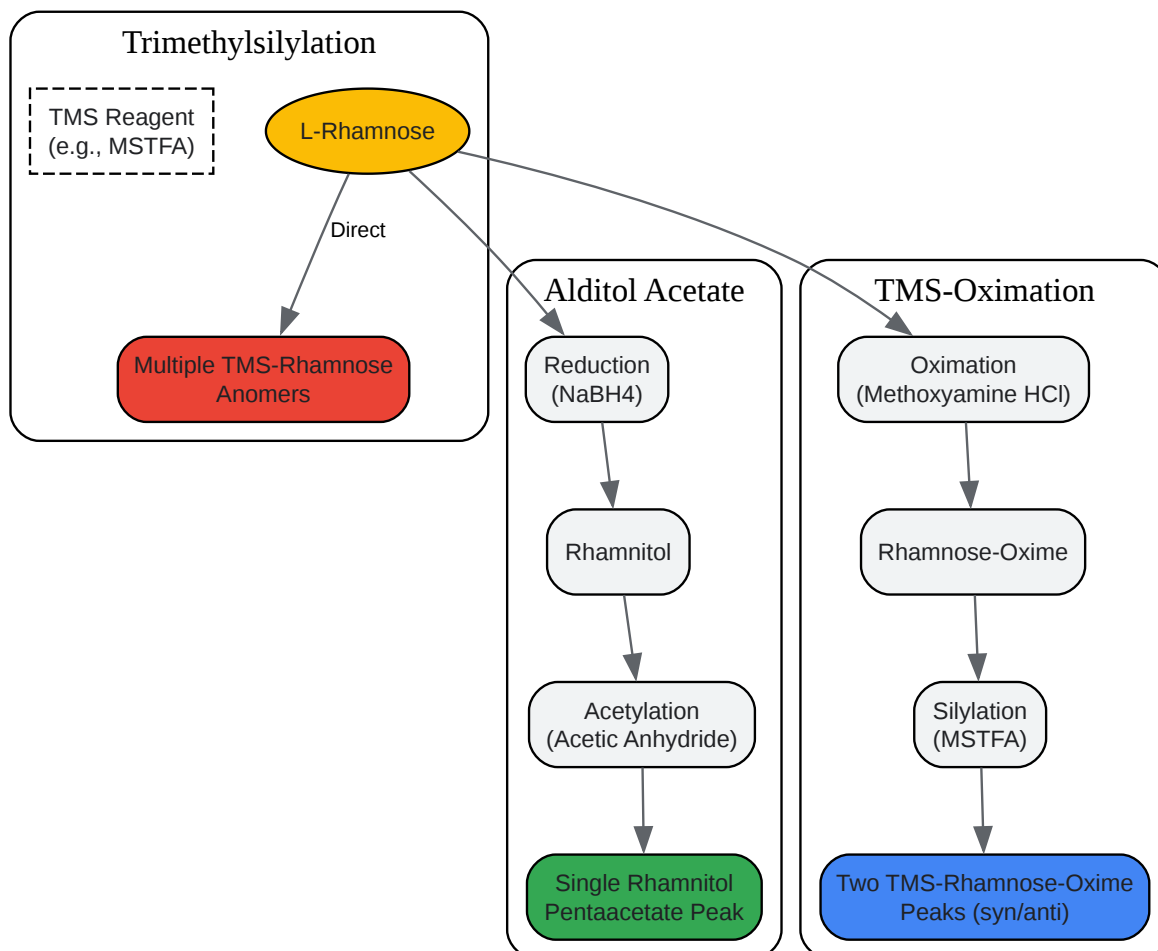 Trimethylsilylation
TMS Reagent
(e.g., MSTFA)
L-Rhamnose
Direct
Multiple TMS-Rhamnose
Anomers
Alditol Acetate
Reduction
(NaBH4)
Rhamnitol
Acetylation
(Acetic Anhydride)
Single Rhamnitol
Pentaacetate Peak
TMS-Oximation
Oximation
(Methoxyamine HCl)
Rhamnose-Oxime
Silylation
(MSTFA)
Two TMS-Rhamnose-Oxime
Peaks (syn/anti)